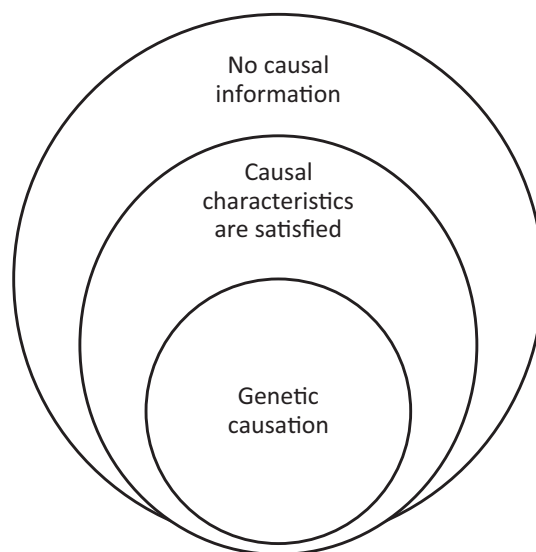 No causal
information
Causal
characteristics
are satisfied
Genetic
causation